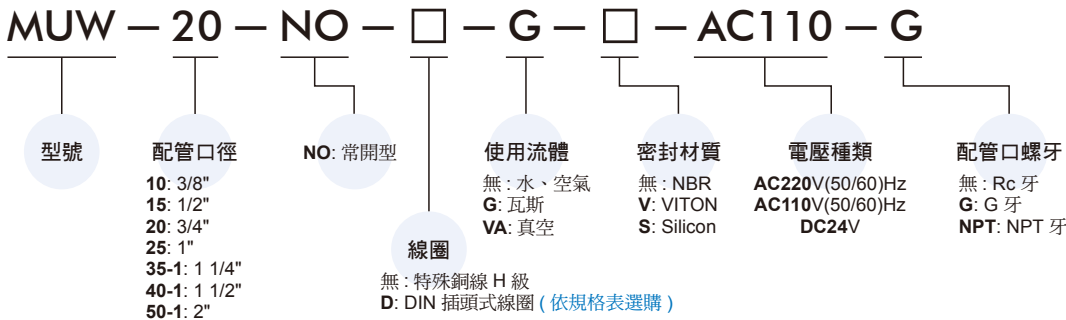 MUW — 20 — NO — □ — G — □ — AC110 — G
型號
配管口徑
10: 3/8"
15: 1/2"
20: 3/4"
25: 1"
35-1: 1 1/4"
40-1: 1 1/2"
50-1: 2"
NO: 常開型
線圈
無 : 特殊銅線 H 級
D: DIN 插頭式線圈 ( 依規格表選購 )
使用流體
無 : 水、空氣
G: 瓦斯
VA: 真空
密封材質
無 : NBR
V: VITON
S: Silicon
電壓種類
AC220V(50/60)Hz
AC110V(50/60)Hz
DC24V
配管口螺牙
無 : Rc 牙
G: G 牙
NPT: NPT 牙